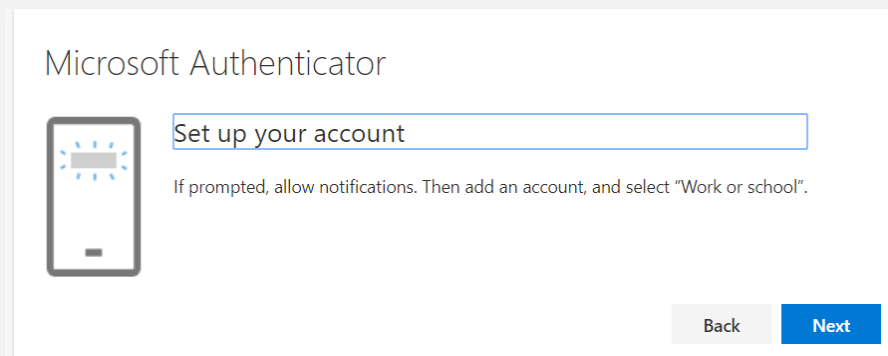 Microsoft Authenticator
Set up your account
If prompted, allow notifications. Then add an account, and select “Work or school”.
Back
Next